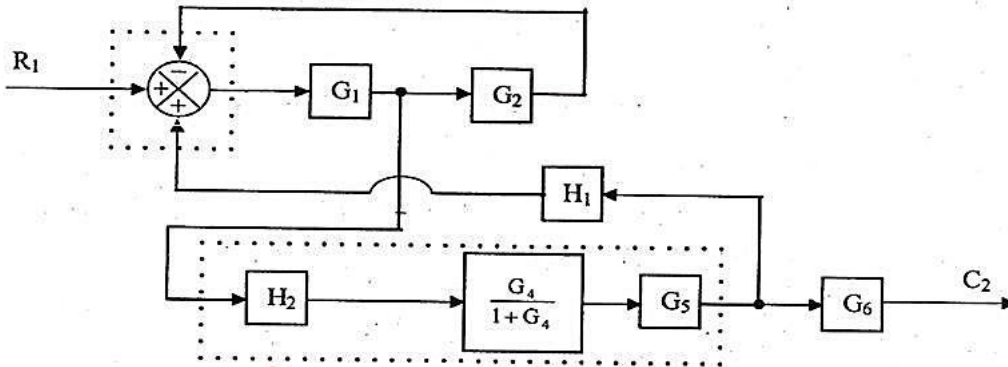 R₁
−
+
+
G₁
G₂
H₁
H₂
G₄
1+G₄
G₅
G₆
C₂